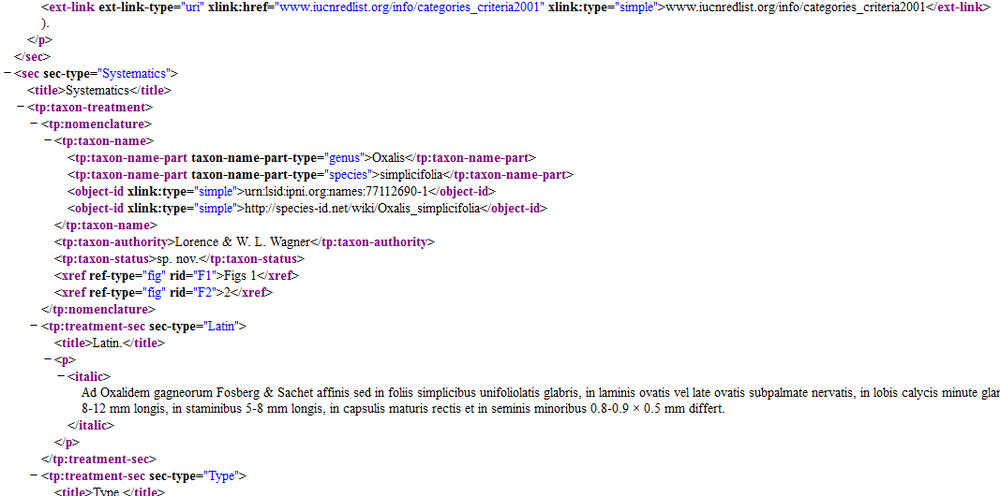 <ext-link ext-link-type="uri" xlink:href="www.iucnredlist.org/info/categories_criteria2001" xlink:type="simple">www.iucnredlist.org/info/categories_criteria2001</ext-link>
).
</p>
</sec>
−<sec sec-type="Systematics">
<title>Systematics</title>
−<tp:taxon-treatment>
−<tp:nomenclature>
−<tp:taxon-name>
<tp:taxon-name-part taxon-name-part-type="genus">Oxalis</tp:taxon-name-part>
<tp:taxon-name-part taxon-name-part-type="species">simplicifolia</tp:taxon-name-part>
<object-id xlink:type="simple">urn:lsid:ipni.org:names:77112690-1</object-id>
<object-id xlink:type="simple">http://species-id.net/wiki/Oxalis_simplicifolia</object-id>
</tp:taxon-name>
<tp:taxon-authority>Lorence & W. L. Wagner</tp:taxon-authority>
<tp:taxon-status>sp. nov.</tp:taxon-status>
<xref ref-type="fig" rid="F1">Figs 1</xref>
<xref ref-type="fig" rid="F2">2</xref>
</tp:nomenclature>
−<tp:treatment-sec sec-type="Latin">
<title>Latin.</title>
−<p>
−<italic>
Ad Oxalidem gagneorum Fosberg & Sachet affinis sed in foliis simplicibus unifoliolatis glabris, in laminis ovatis vel late ovatis subpalmate nervatis, in lobis calycis minute
8-12 mm longis, in staminibus 5-8 mm longis, in capsulis maturis rectis et in seminis minoribus 0.8-0.9 × 0.5 mm differt.
</italic>
</p>
</tp:treatment-sec>
−<tp:treatment-sec sec-type="Type">
<title>Type.</title>